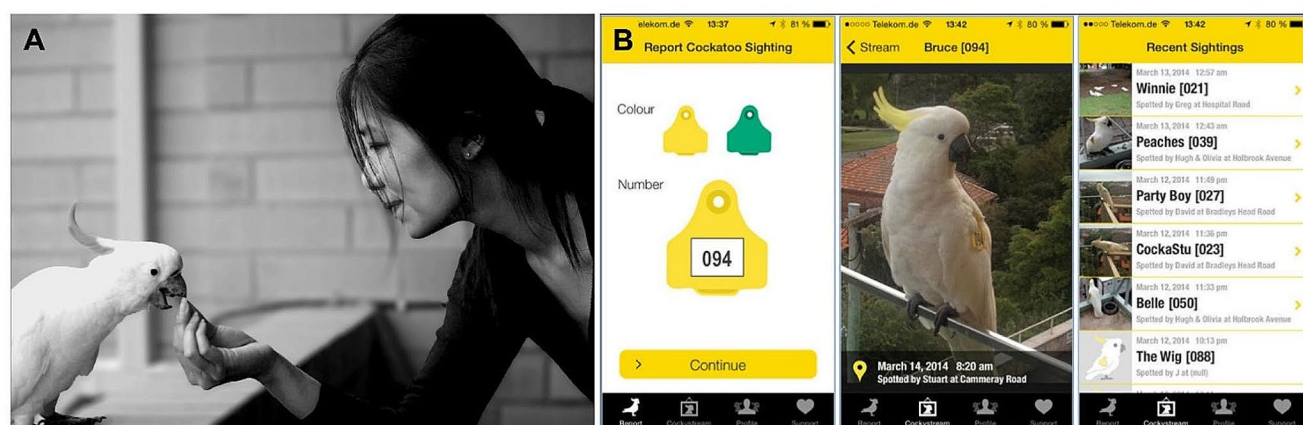 A
B
elekom.de 13:37 81 %
Report Cockatoo Sighting
Colour
Number
094
Continue
Report Cockystream Profile Support
Telekom.de 13:42 80 %
Stream Bruce [094]
March 14, 2014 8:20 am
Spotted by Stuart at Cammeray Road
Report Cockystream Profile Support
Telekom.de 13:42 80 %
Recent Sightings
March 13, 2014 12:57 am
Winnie [021]
Spotted by Greg at Hospital Road
March 13, 2014 12:43 am
Peaches [039]
Spotted by Hugh & Olivia at Holbrook Avenue
March 12, 2014 11:49 pm
Party Boy [027]
Spotted by David at Bradleys Head Road
March 12, 2014 11:36 pm
CockaStu [023]
Spotted by David at Bradleys Head Road
March 12, 2014 11:33 pm
Belle [050]
Spotted by Hugh & Olivia at Holbrook Avenue
March 12, 2014 10:13 pm
The Wig [088]
Spotted by J at (null)
Report Cockystream Profile Support